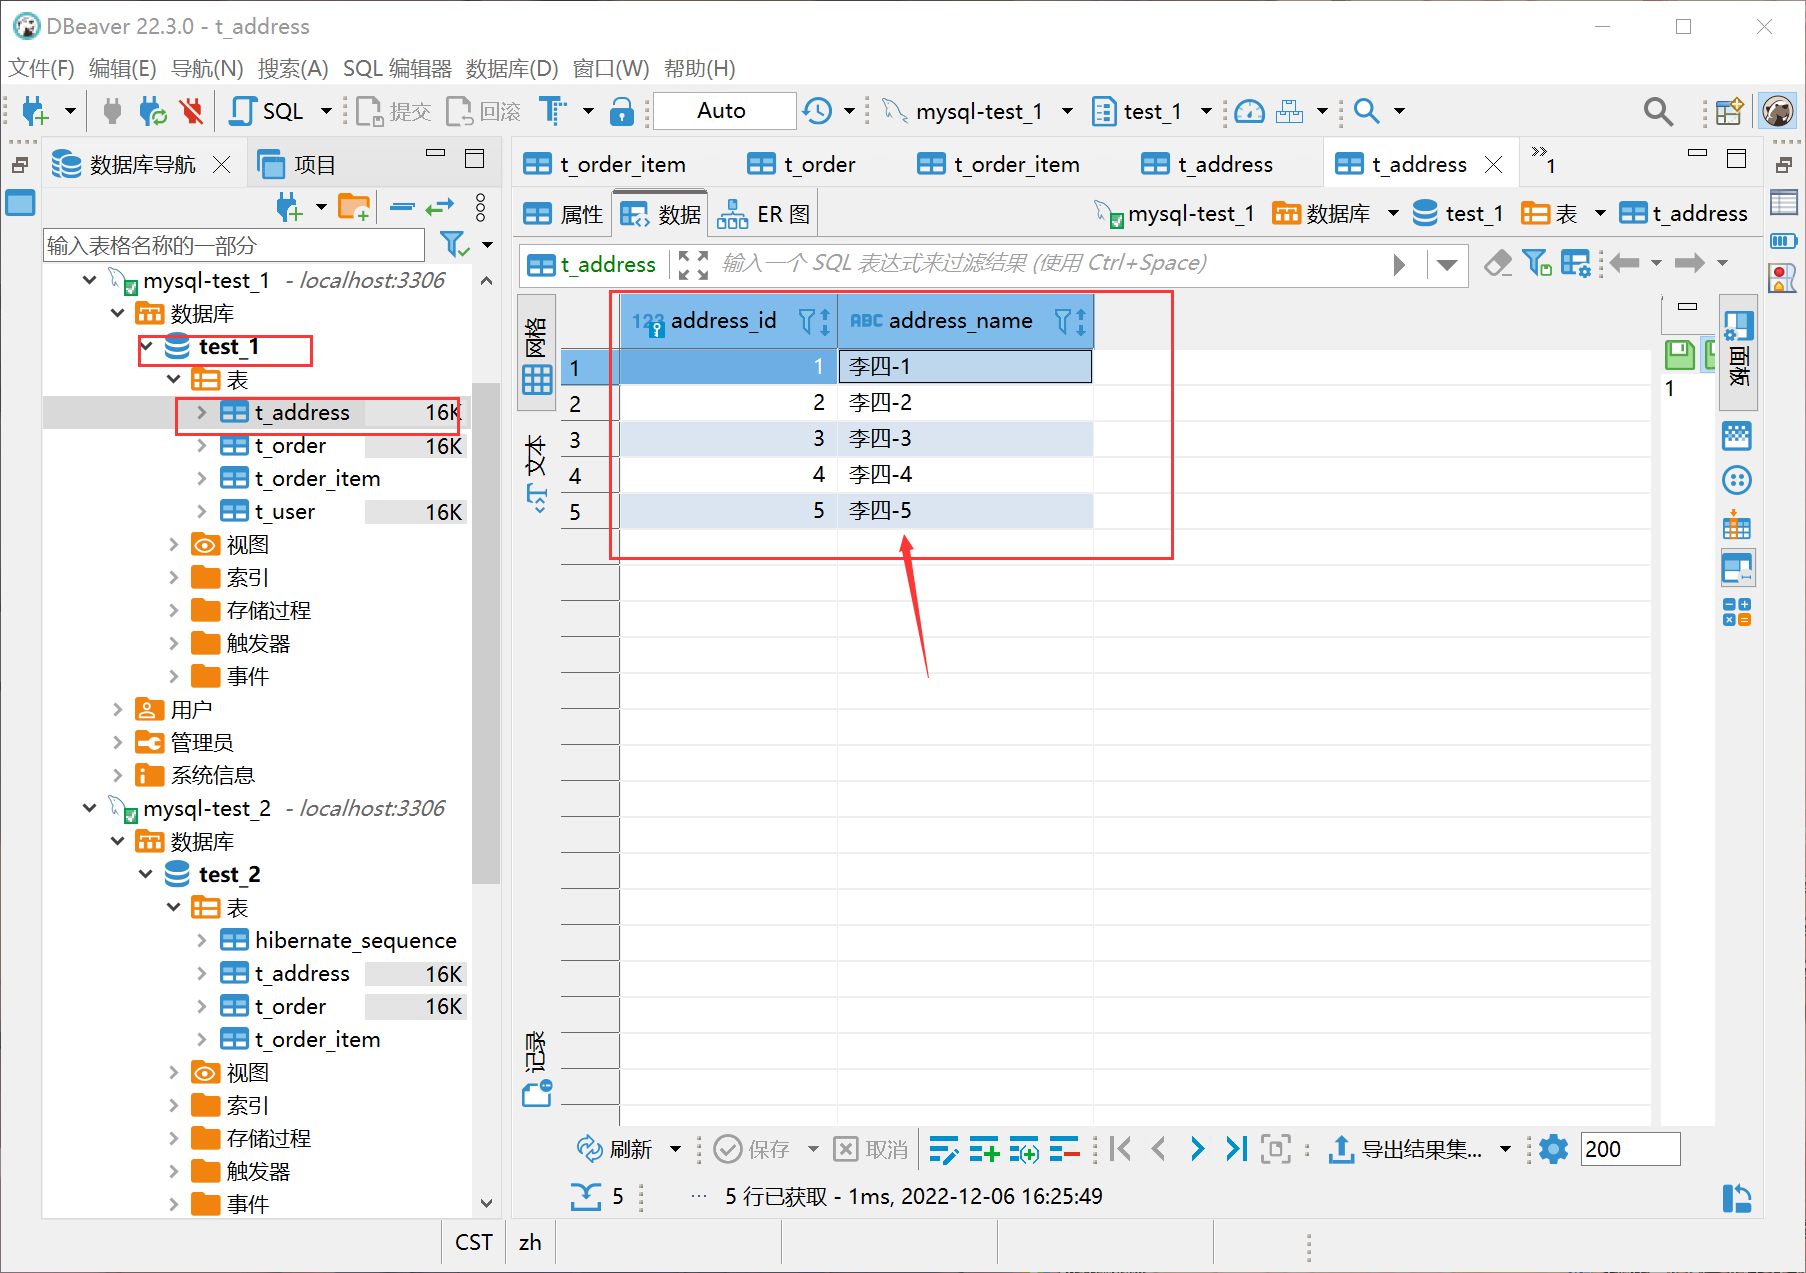 DBeaver 22.3.0 - t_address
文件(F) 编辑(E) 导航(N) 搜索(A) SQL 编辑器 数据库(D) 窗口(W) 帮助(H)
SQL 提交 回滚 Auto mysql-test_1 test_1
数据库导航 项目
输入表格名称的一部分
mysql-test_1 - localhost:3306
数据库
test_1
表
t_address 16K
t_order 16K
t_order_item
t_user 16K
视图
索引
存储过程
触发器
事件
用户
管理员
系统信息
mysql-test_2 - localhost:3306
数据库
test_2
表
hibernate_sequence
t_address 16K
t_order 16K
t_order_item
视图
索引
存储过程
触发器
事件
t_order_item t_order t_order_item t_address t_address »1
属性 数据 ER 图 mysql-test_1 数据库 test_1 表 t_address
t_address 输入一个 SQL 表达式来过滤结果 (使用 Ctrl+Space)
网格
文本
记录
123 address_id ABC address_name
1 1 李四-1
2 2 李四-2
3 3 李四-3
4 4 李四-4
5 5 李四-5
1
面板
刷新 保存 取消 导出结果集... 200
5 ... 5 行已获取 - 1ms, 2022-12-06 16:25:49
CST zh